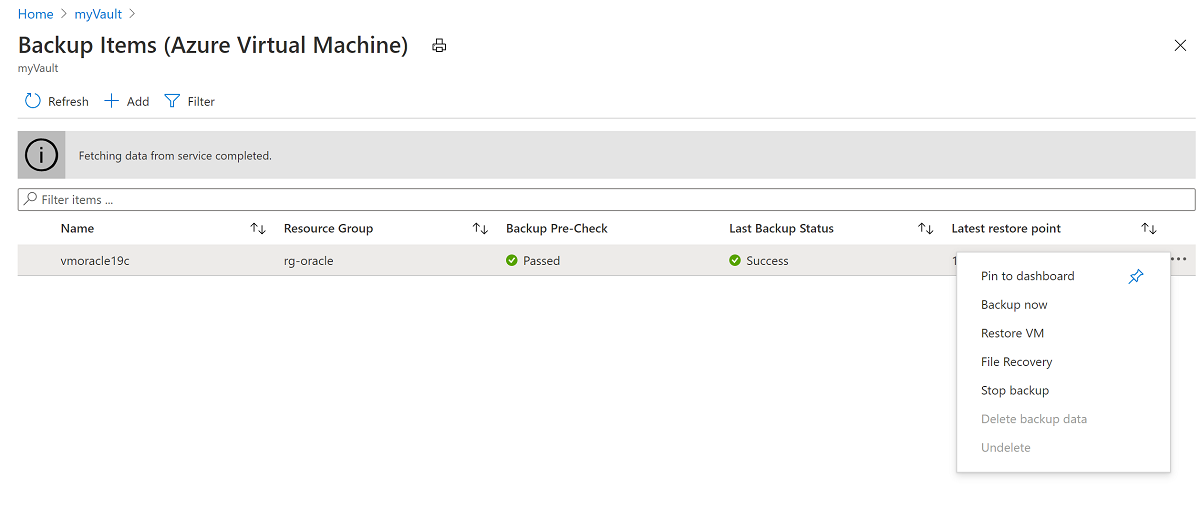 Home > myVault >
Backup Items (Azure Virtual Machine)
myVault
Refresh Add Filter
Fetching data from service completed.
Filter items ...
Name Resource Group Backup Pre-Check Last Backup Status Latest restore point
vmoracle19c rg-oracle Passed Success
Pin to dashboard
Backup now
Restore VM
File Recovery
Stop backup
Delete backup data
Undelete